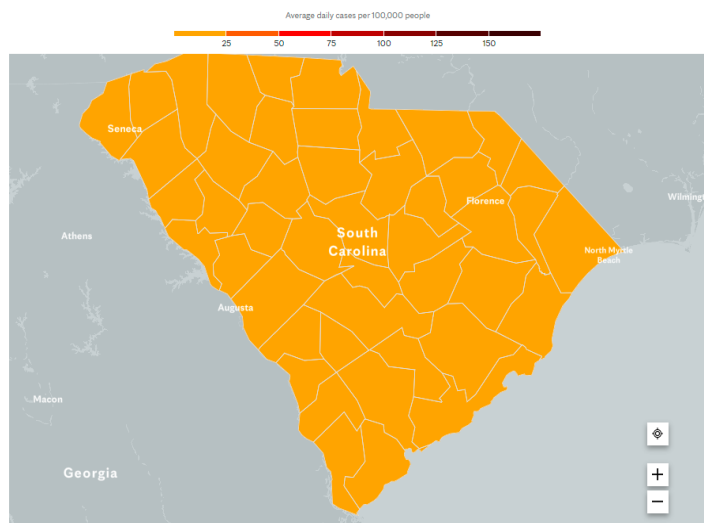 Average daily cases per 100,000 people
25 50 75 100 125 150
Seneca
Florence
Wilmingt
South
Carolina
Athens
North Myrtle
Beach
Augusta
Macon
Georgia